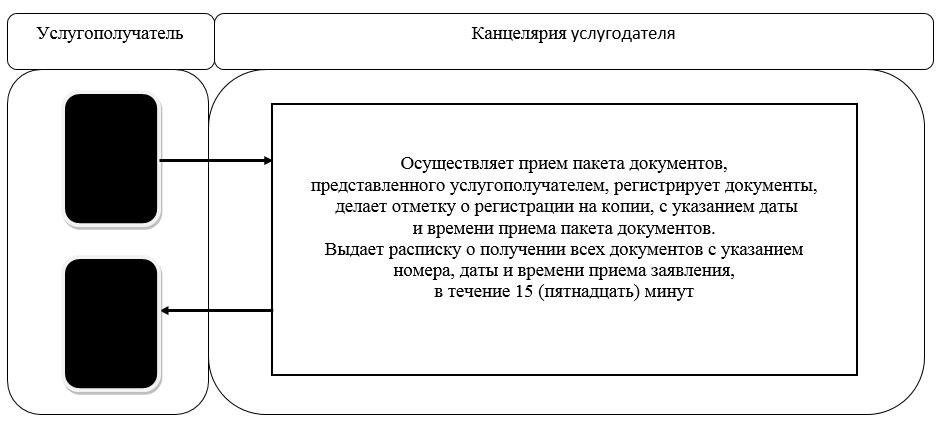 Услугополучатель
Канцелярия услугодателя
Осуществляет прием пакета документов,
представленного услугополучателем, регистрирует документы,
делает отметку о регистрации на копии, с указанием даты
и времени приема пакета документов.
Выдает расписку о получении всех документов с указанием
номера, даты и времени приема заявления,
в течение 15 (пятнадцать) минут